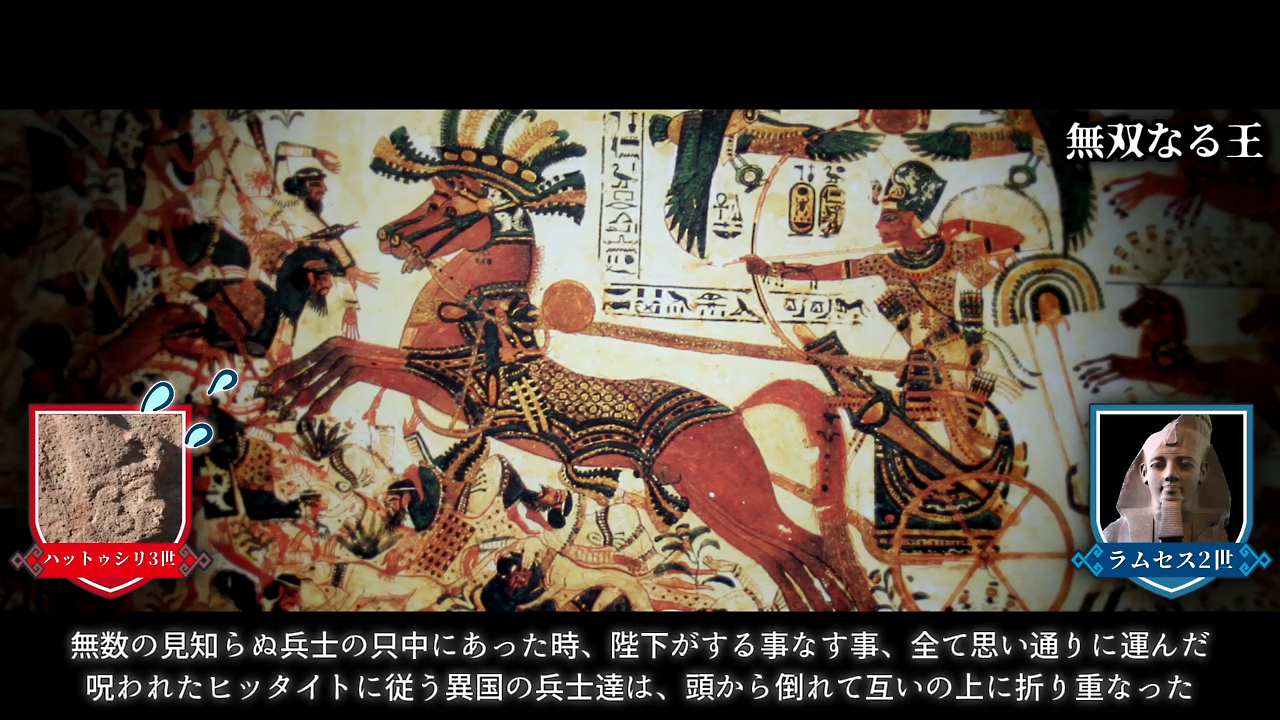 無双なる王
ハットゥシリ3世
ラムセス2世
無数の見知らぬ兵士の只中にあった時、陛下がする事なす事、全て思い通りに運んだ
呪われたヒッタイトに従う異国の兵士達は、頭から倒れて互いの上に折り重なった